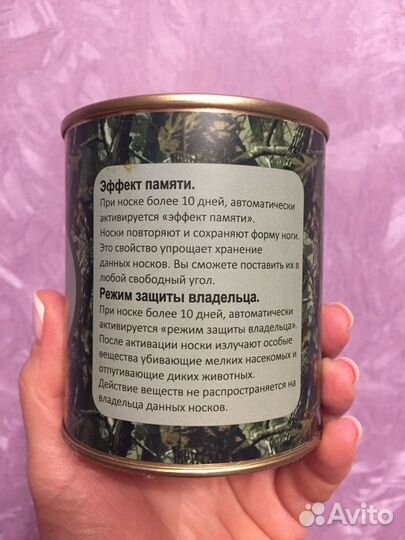 Эффект памяти.
При носке более 10 дней, автоматически
активируется «эффект памяти».
Носки повторяют и сохраняют форму ноги.
Это свойство упрощает хранение
данных носков. Вы сможете поставить их в
любой свободный угол.
Режим защиты владельца.
При носке более 10 дней, автоматически
активируется «режим защиты владельца».
После активации носки излучают особые
вещества убивающие мелких насекомых и
отпугивающие диких животных.
Действие веществ не распространяется на
владельца данных носков.
Avito